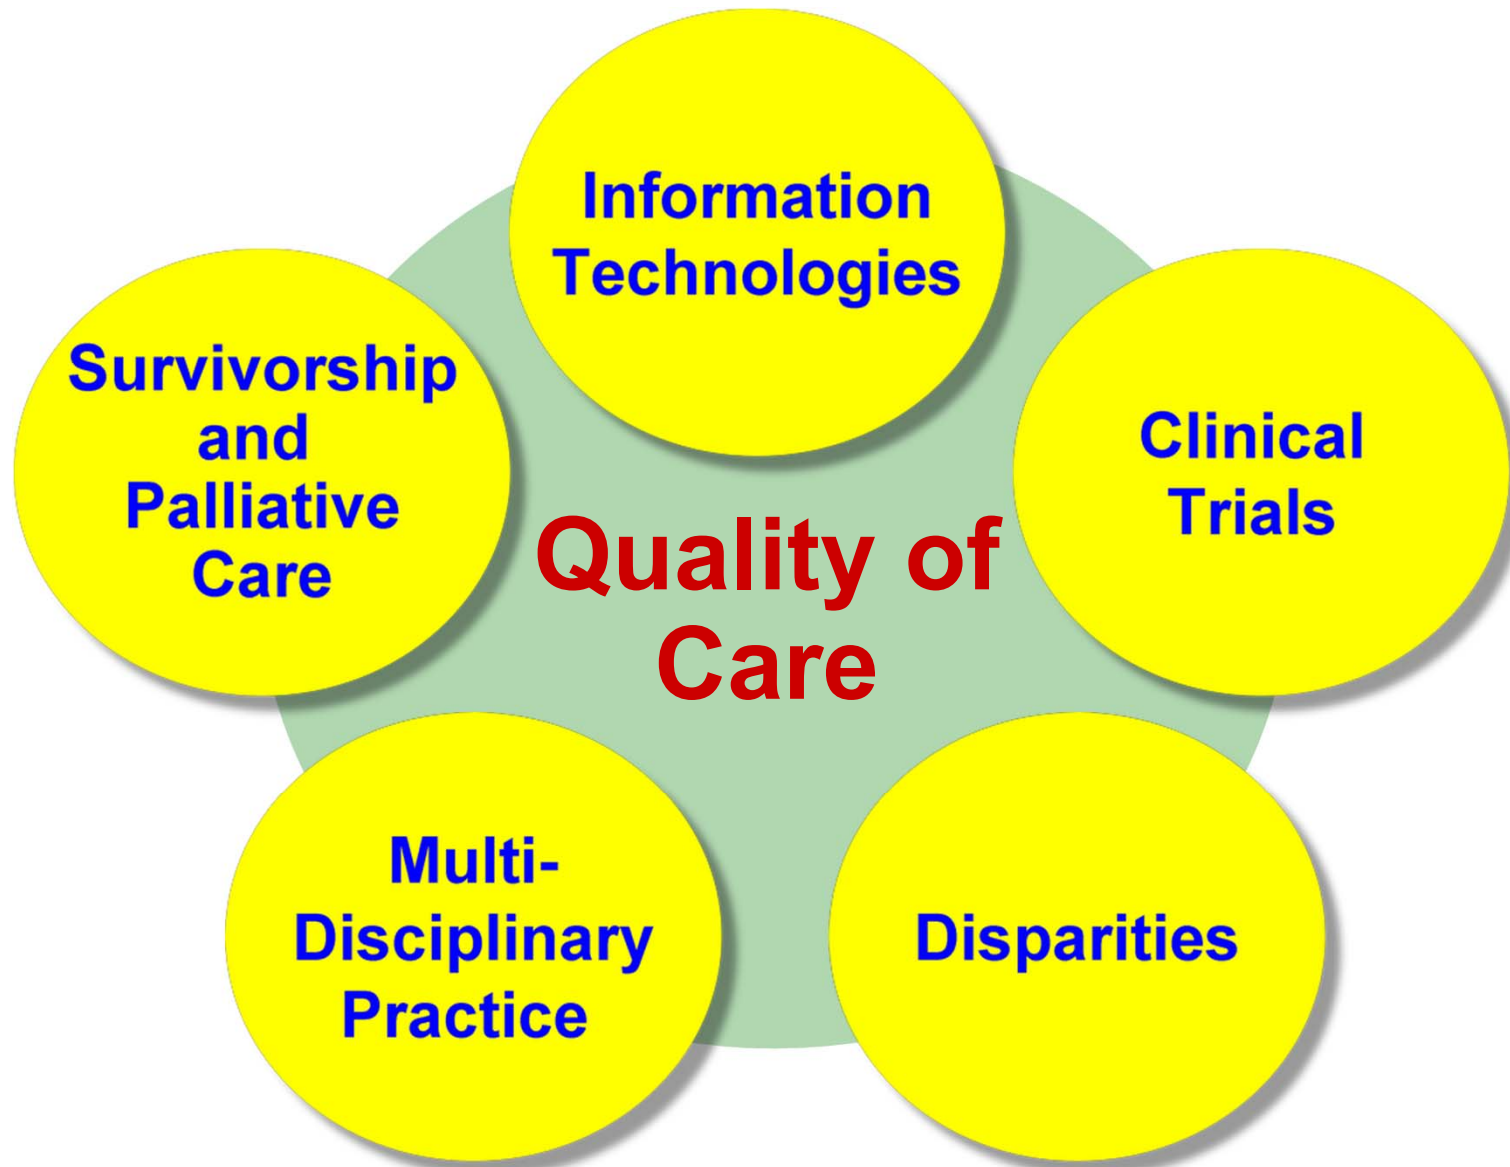 Information
Technologies
Survivorship
and
Palliative
Care
Clinical
Trials
Quality of
Care
Multi-
Disciplinary
Practice
Disparities